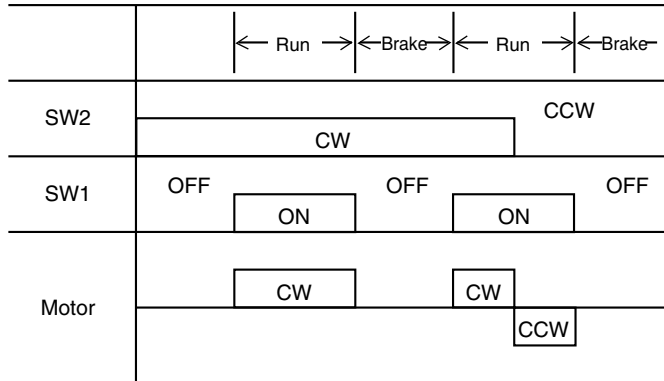 Run Brake Run Brake
SW2 CCW
CW
SW1 OFF OFF OFF
ON ON
Motor CW CW
CCW